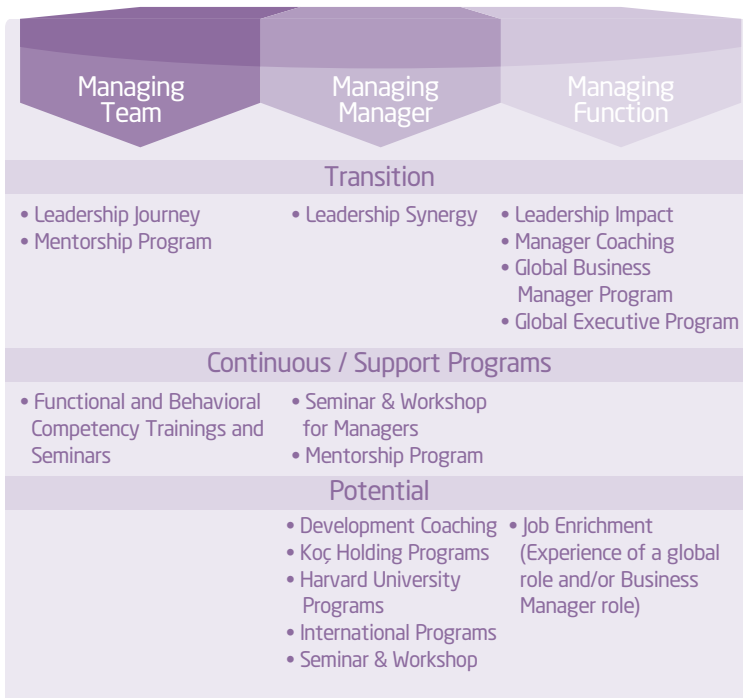 Managing
Team
Managing
Manager
Managing
Function
Transition
• Leadership Journey
• Mentorship Program
• Leadership Synergy
• Leadership Impact
• Manager Coaching
• Global Business
Manager Program
• Global Executive Program
Continuous / Support Programs
• Functional and Behavioral
Competency Trainings and
Seminars
• Seminar & Workshop
for Managers
• Mentorship Program
Potential
• Development Coaching
• Koç Holding Programs
• Harvard University
Programs
• International Programs
• Seminar & Workshop
• Job Enrichment
(Experience of a global
role and/or Business
Manager role)